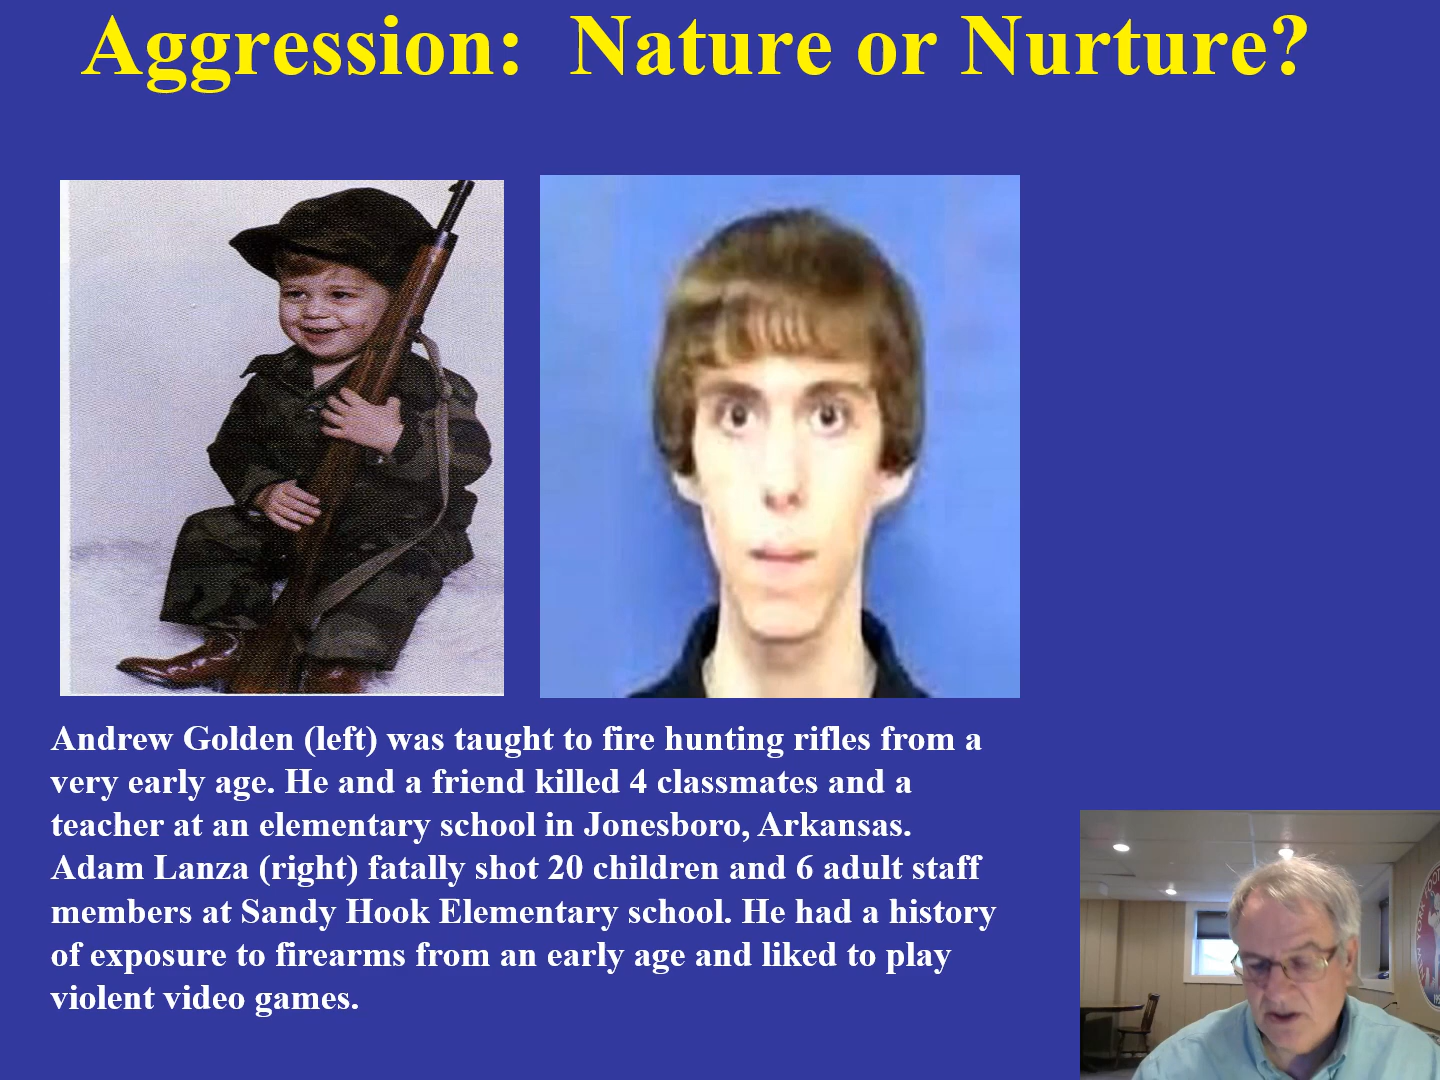 Aggression: Nature or Nurture?
Andrew Golden (left) was taught to fire hunting rifles from a
very early age. He and a friend killed 4 classmates and a
teacher at an elementary school in Jonesboro, Arkansas.
Adam Lanza (right) fatally shot 20 children and 6 adult staff
members at Sandy Hook Elementary school. He had a history
of exposure to firearms from an early age and liked to play
violent video games.